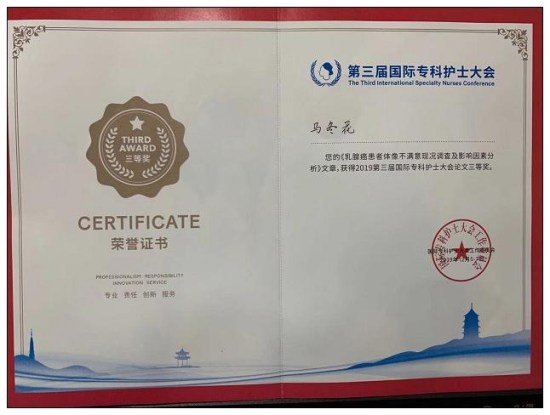 THIRD
AWARD
三等奖
CERTIFICATE
荣誉证书
PROFESSIONALISM RESPONSIBILITY
INNOVATION SERVICE
专业 责任 创新 服务
第三届国际专科护士大会
The Third International Specialty Nurses Conference
马冬花
您的《乳腺癌患者体像不满意现况调查及影响因素分
析》文章,获得2019第三届国际专科护士大会论文三等奖。